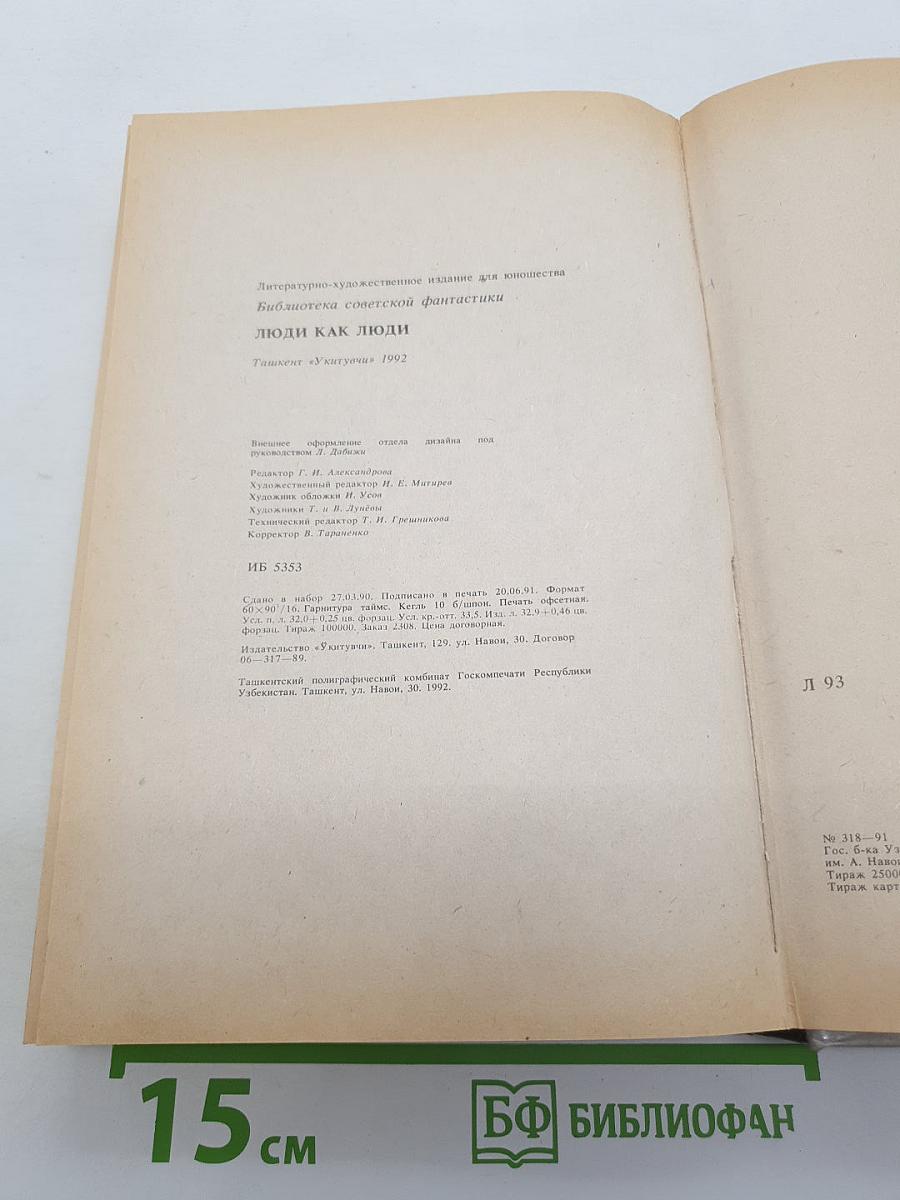 Литературно-художественное издание для юношества
Библиотека советской фантастики
ЛЮДИ КАК ЛЮДИ
Ташкент «Укитувчи» 1992
Внешнее оформление отдела дизайна под
руководством Л. Дабижи
Редактор Г. И. Александрова
Художественный редактор И. Е. Митирев
Художник обложки И. Усов
Художники Т. и В. Лунёвы
Технический редактор Т. И. Грешникова
Корректор В. Тараненко
ИБ 5353
Сдано в набор 27.03.90. Подписано в печать 20.06.91. Формат
60×90¹/16. Гарнитура таймс. Кегль 10 б/шпон. Печать офсетная.
Усл. п. л. 32,0+0,25 цв. форзац. Усл. кр.-отт. 33,5. Изд. л. 32,9+0,46 цв.
форзац. Тираж 100000. Заказ 2308. Цена договорная.
Издательство «Ўкитувчи». Ташкент, 129. ул. Навои, 30. Договор
06—317—89.
Ташкентский полиграфический комбинат Госкомпечати Республики
Узбекистан. Ташкент, ул. Навои, 30. 1992.
Л 93
№ 318—91
Гос. б-ка Уз
им. А. Навои
Тираж 2500
Тираж карт
15 см
БФ БИБЛИОФАН